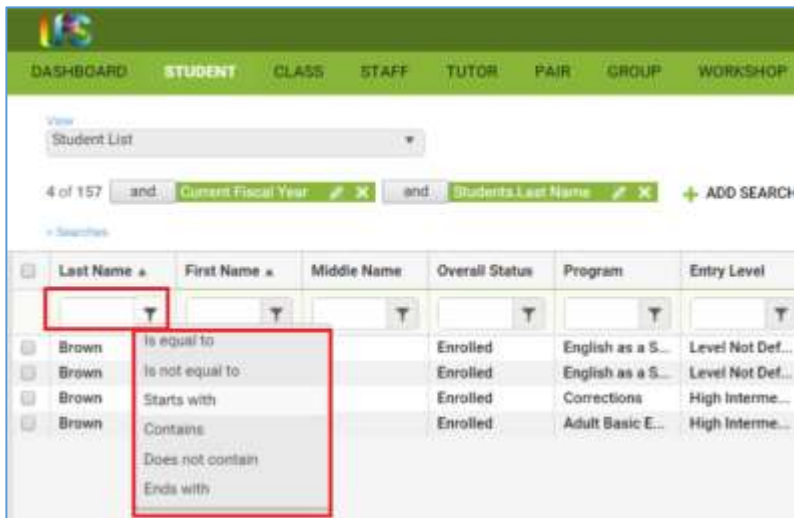 DASHBOARD STUDENT CLASS STAFF TUTOR PAIR GROUP WORKSHOP
View
Student List
4 of 157 and Current Fiscal Year and Students.Last Name ADD SEARCH
Searches
Last Name First Name Middle Name Overall Status Program Entry Level
Is equal to
Is not equal to
Starts with
Contains
Does not contain
Ends with
Brown Enrolled English as a S... Level Not Def...
Brown Enrolled English as a S... Level Not Def...
Brown Enrolled Corrections High Interme...
Brown Enrolled Adult Basic E... High Interme...